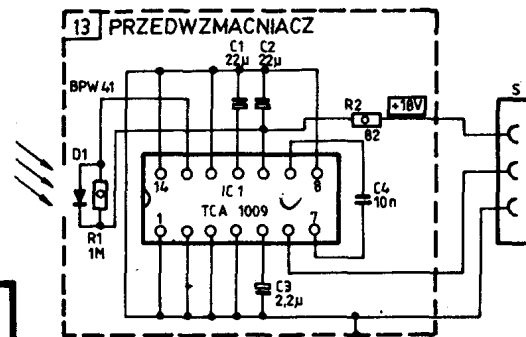 13 PRZEDWZMACNIACZ
C1 C2
22µ 22µ
BPW 41
R2
+18V
82
S
D1
14
IC 1
8
TCA 1009
C4
10n
R1
1M
1
7
C3
2,2µ